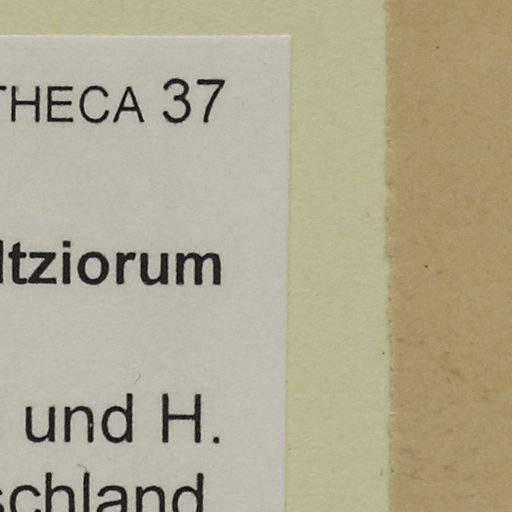 THECA 37
ltziorum
und H.
schland